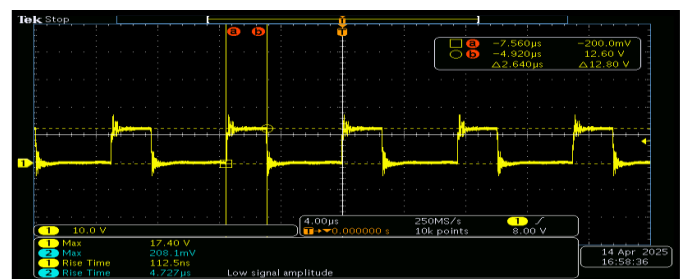 Tek Stop
T
a b
T
a −7.560µs −200.0mV
b −4.920µs 12.60 V
△2.640µs △12.80 V
1
1 10.0 V
4.00µs 250MS/s 1
T→▼0.000000 s 10k points 8.00 V
1 Max 17.40 V
2 Max 208.1mV
1 Rise Time 112.5ns
2 Rise Time 4.727µs Low signal amplitude
14 Apr 2025
16:58:36